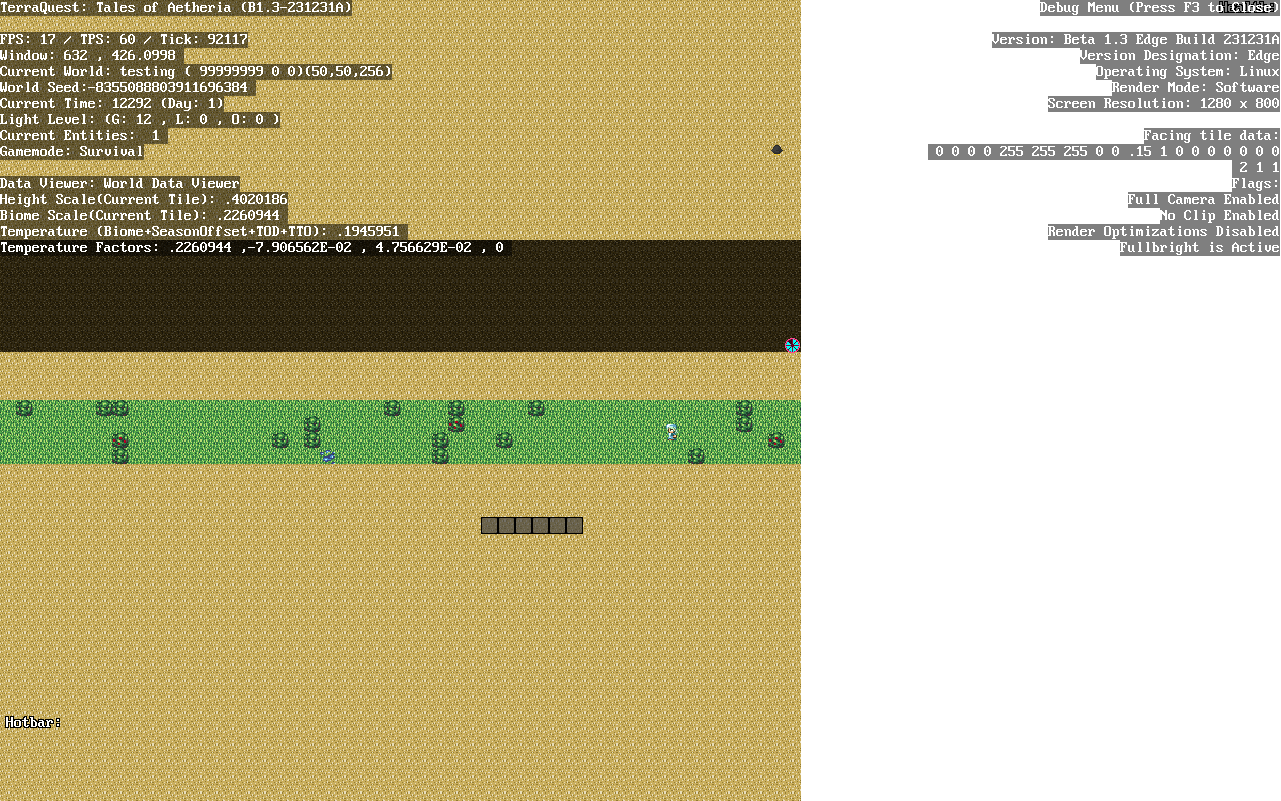 TerraQuest: Tales of Aetheria (B1.3-231231A)
FPS: 17 / TPS: 60 / Tick: 92117
Window: 632 , 426.0998
Current World: testing ( 99999999 0 0)(50,50,256)
World Seed:-8355088803911696384
Current Time: 12292 (Day: 1)
Light Level: (G: 12 , L: 0 , O: 0 )
Current Entities:  1
Gamemode: Survival
Data Viewer: World Data Viewer
Height Scale(Current Tile): .4020186
Biome Scale(Current Tile): .2260944
Temperature (Biome+SeasonOffset+TOD+TTO): .1945951
Temperature Factors: .2260944 ,-7.906562E-02 , 4.756629E-02 , 0
Debug Menu (Press F3 to Close)
Version: Beta 1.3 Edge Build 231231A
Version Designation: Edge
Operating System: Linux
Render Mode: Software
Screen Resolution: 1280 x 800
Facing tile data:
0 0 0 0 255 255 255 0 0 .15 1 0 0 0 0 0 0 0
2 1 1
Flags:
Full Camera Enabled
No Clip Enabled
Render Optimizations Disabled
Fullbright is Active
Hotbar: